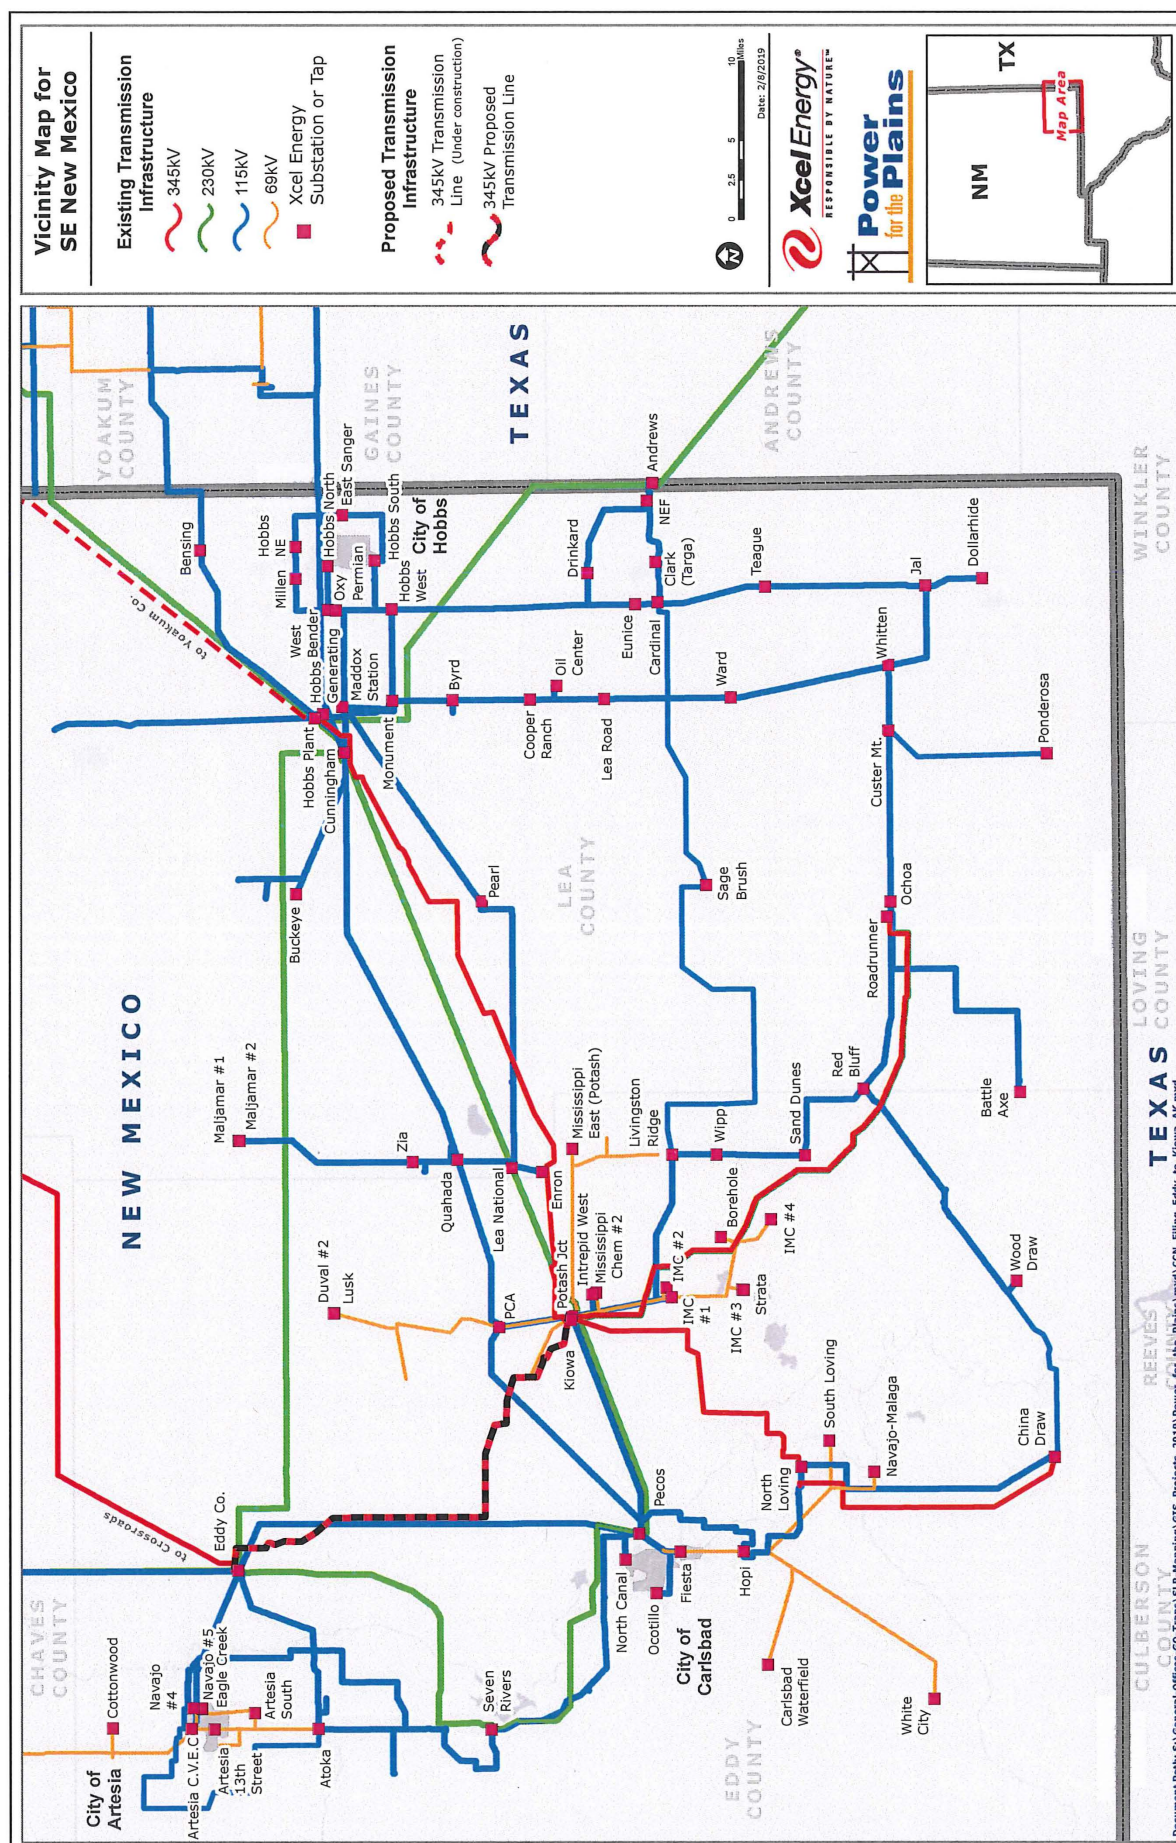 Vicinity Map for
SE New Mexico
Existing Transmission
Infrastructure
345kV
230kV
115kV
69kV
Xcel Energy
Substation or Tap
Proposed Transmission
Infrastructure
345kV Transmission
Line (Under construction)
345kV Proposed
Transmission Line
N
0 2.5 5 10
Miles
Date: 2/8/2019
Xcel Energy®
RESPONSIBLE BY NATURE™
Power
for the Plains
NM
TX
Map Area
NEW MEXICO
TEXAS
TEXAS
CHAVES
COUNTY
EDDY
COUNTY
LEA
COUNTY
YOAKUM
COUNTY
GAINES
COUNTY
ANDREWS
COUNTY
WINKLER
COUNTY
LOVING
COUNTY
REEVES
CULBERSON
COUNTY
to Crossroads
to Yoakum Co.
City of
Artesia
Cottonwood
Navajo
#4
Navajo #5
Eagle Creek
Artesia C.V.E.C
Artesia
13th
Street
Artesia
South
Atoka
Seven
Rivers
Eddy Co.
Duval #2
Lusk
Maljamar #1
Maljamar #2
Zia
Quahada
Lea National
Enron
PCA
Kiowa
Potash Jct
Intrepid West
Mississippi
Chem #2
Mississippi
East (Potash)
Livingston
Ridge
Wipp
Sand Dunes
Red
Bluff
IMC #2
IMC
#1
IMC #3
Borehole
IMC #4
Strata
Pecos
North Canal
Ocotillo
Fiesta
City of
Carlsbad
Hopi
Carlsbad
Waterfield
White
City
North
Loving
South Loving
Navajo-Malaga
China
Draw
Wood
Draw
Battle
Axe
Roadrunner
Ochoa
Custer Mt.
Ponderosa
Whitten
Jal
Dollarhide
Teague
Ward
Sage
Brush
Lea Road
Oil
Center
Cooper
Ranch
Byrd
Monument
Pearl
Buckeye
Cunningham
Hobbs Plant
Hobbs
Generating
Maddox
Station
West
Bender
Millen
Hobbs
NE
Hobbs North
Oxy
Permian
East Sanger
Hobbs South
City of
Hobbs
Hobbs
West
Bensing
Drinkard
NEF
Andrews
Clark
(Targa)
Eunice
Cardinal